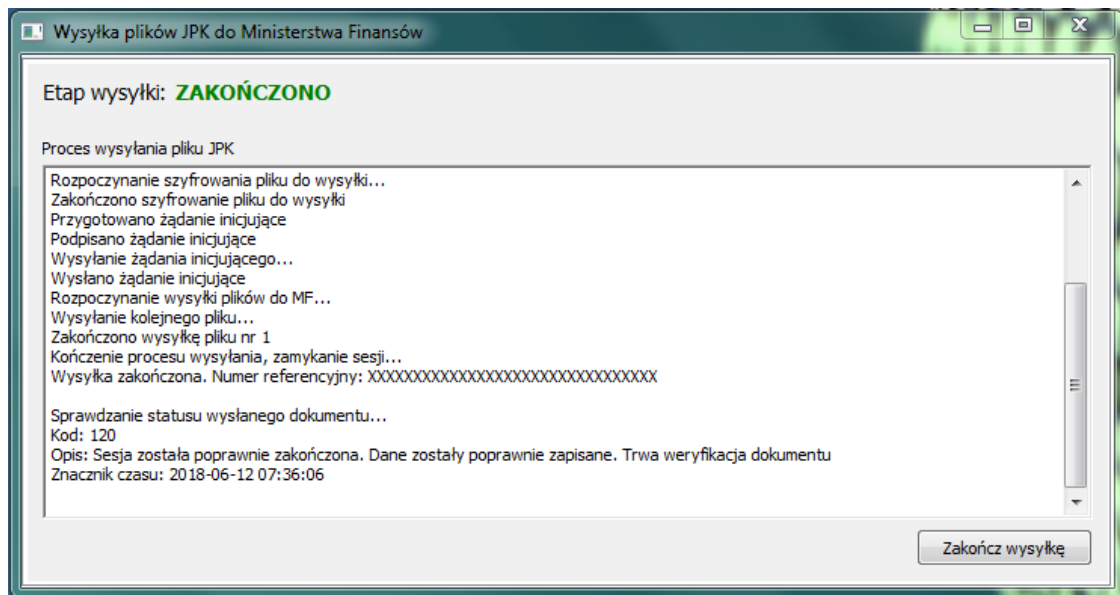 Wysyłka plików JPK do Ministerstwa Finansów
Etap wysyłki: ZAKOŃCZONO
Proces wysyłania pliku JPK
Rozpoczynanie szyfrowania pliku do wysyłki...
Zakończono szyfrowanie pliku do wysyłki
Przygotowano żądanie inicjujące
Podpisano żądanie inicjujące
Wysyłanie żądania inicjującego...
Wysłano żądanie inicjujące
Rozpoczynanie wysyłki plików do MF...
Wysyłanie kolejnego pliku...
Zakończono wysyłkę pliku nr 1
Kończenie procesu wysyłania, zamykanie sesji...
Wysyłka zakończona. Numer referencyjny: XXXXXXXXXXXXXXXXXXXXXXXXXXXXXXXX
Sprawdzanie statusu wysłanego dokumentu...
Kod: 120
Opis: Sesja została poprawnie zakończona. Dane zostały poprawnie zapisane. Trwa weryfikacja dokumentu
Znacznik czasu: 2018-06-12 07:36:06
Zakończ wysyłkę